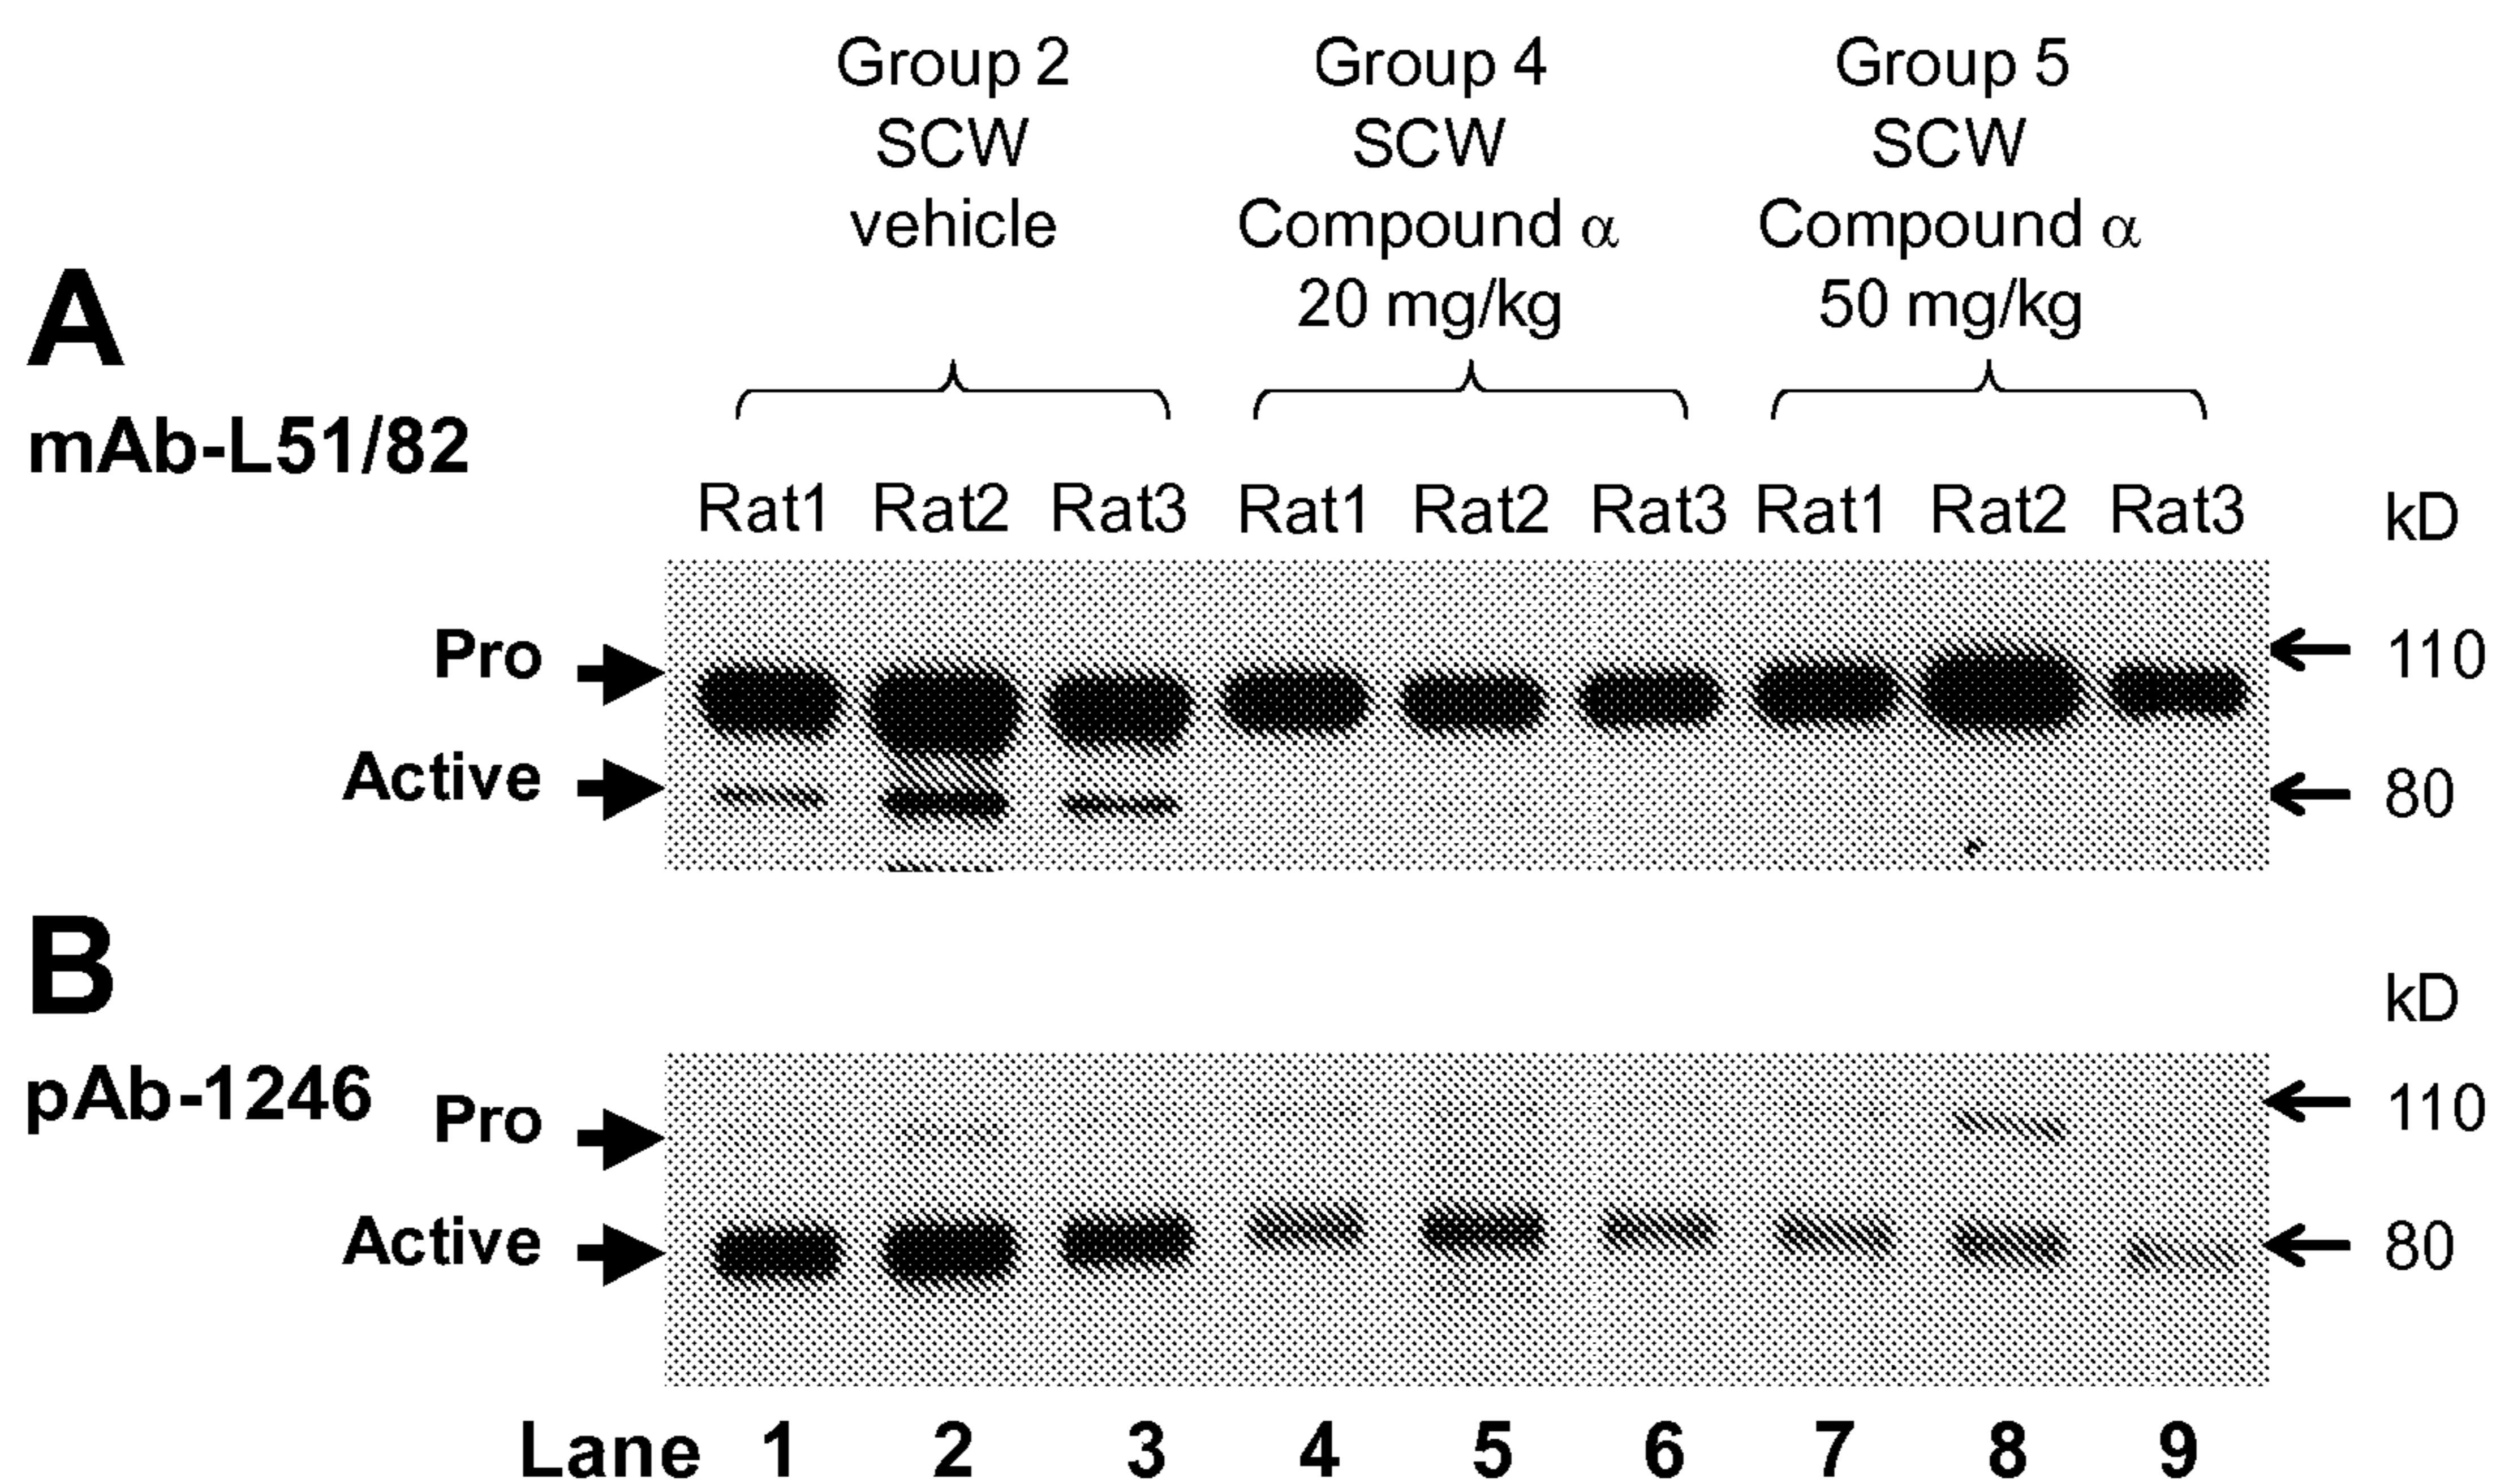 Group 2 Group 4 Group 5
SCW SCW SCW
vehicle Compound α Compound α
20 mg/kg 50 mg/kg
A
mAb-L51/82
Rat1 Rat2 Rat3 Rat1 Rat2 Rat3 Rat1 Rat2 Rat3 kD
Pro 110
Active 80
B
kD
pAb-1246
Pro 110
Active 80
Lane 1 2 3 4 5 6 7 8 9